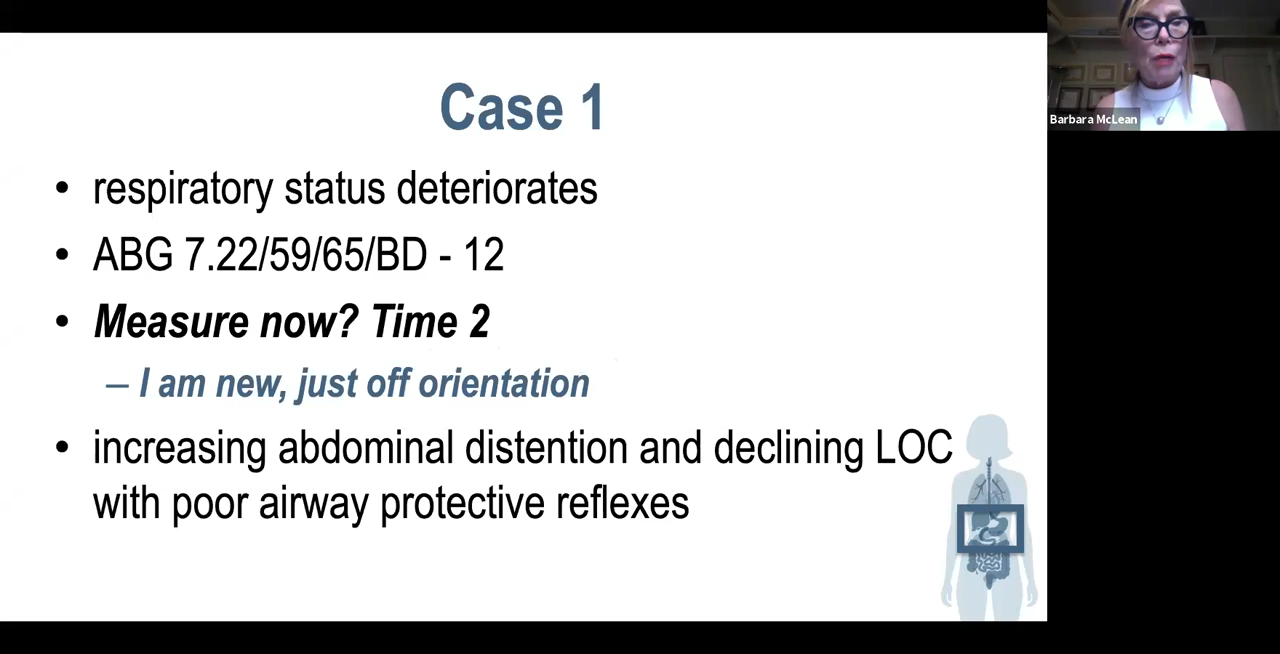 Case 1
• respiratory status deteriorates
• ABG 7.22/59/65/BD - 12
• Measure now? Time 2
– I am new, just off orientation
• increasing abdominal distention and declining LOC
with poor airway protective reflexes
Barbara McLean